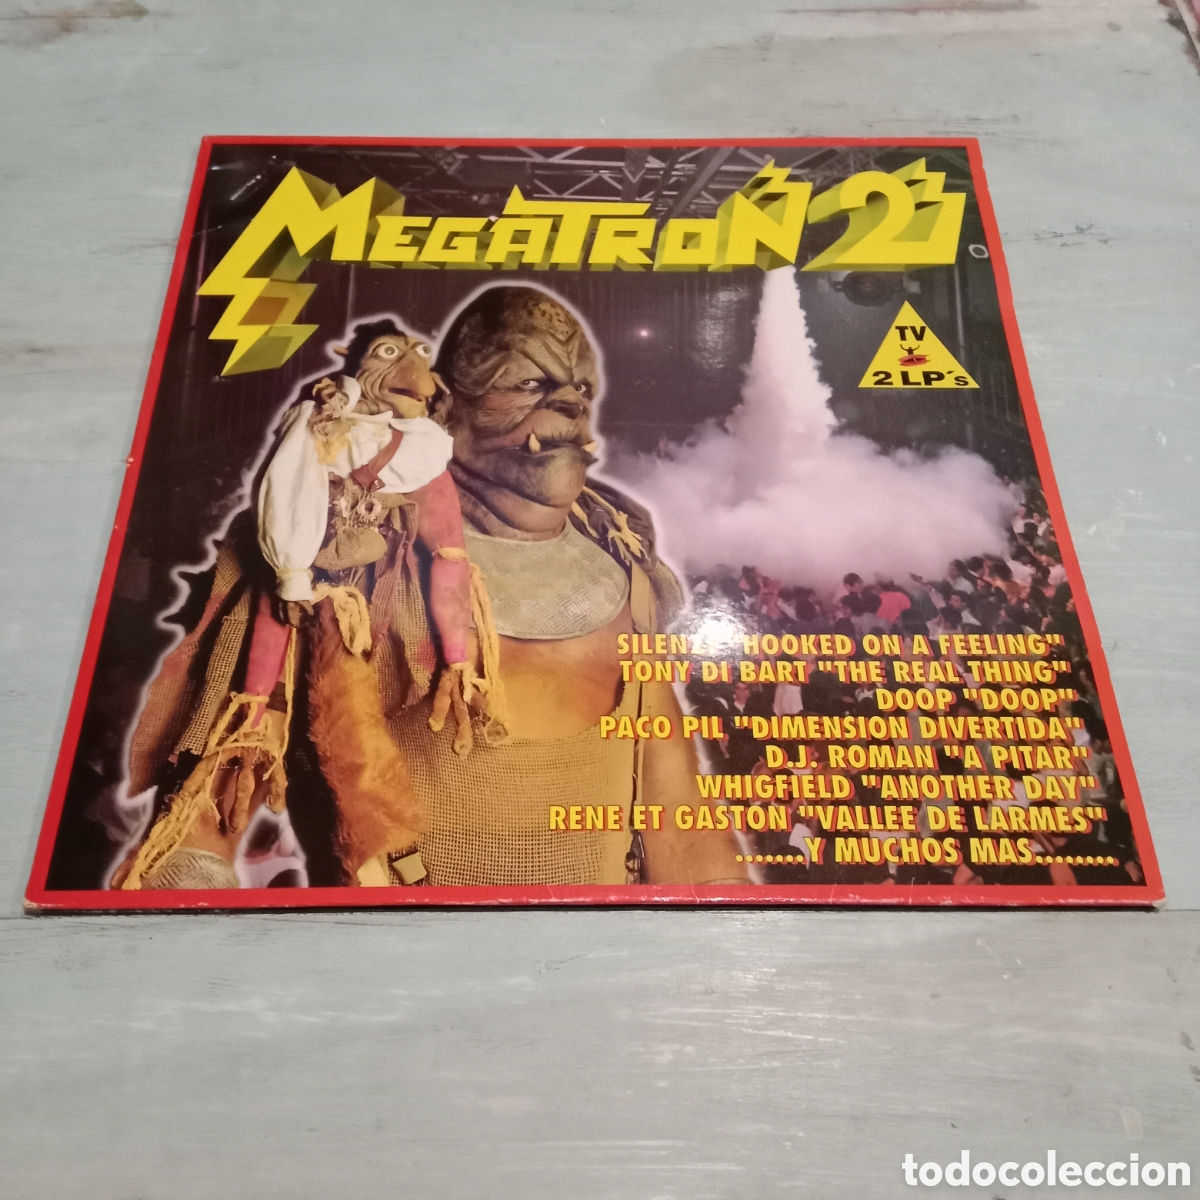 MEGATRON 2
TV
2 LP´s
"HOOKED ON A FEELING"
TONY DI BART "THE REAL THING"
DOOP "DOOP"
PACO PIL "DIMENSION DIVERTIDA"
D.J. ROMAN "A PITAR"
WHIGFIELD "ANOTHER DAY"
RENE ET GASTON "VALLEE DE LARMES"
.......Y MUCHOS MAS........
todocoleccion